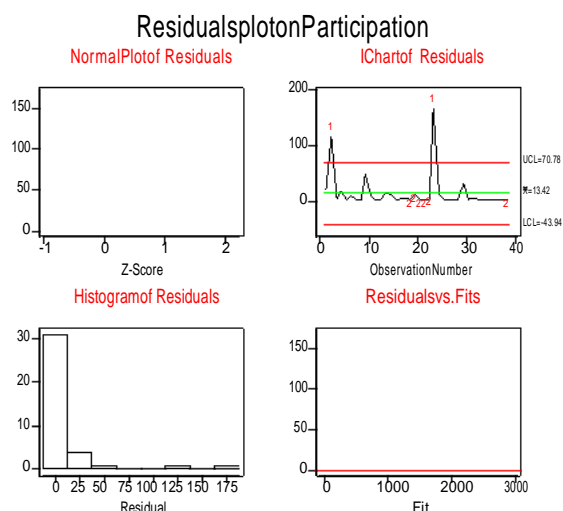 ResidualsplotonParticipation
NormalPlotof Residuals
150
100
50
0
-1 0 1 2
Z-Score
IChartof Residuals
200
100
0
1
1
2 2 222 2
UCL=70.78
X=13.42
LCL=-43.94
0 10 20 30 40
ObservationNumber
Histogramof Residuals
30
20
10
0
0 25 50 75 100 125 150 175
Residual
Residualsvs.Fits
150
100
50
0
0 1000 2000 3000
Fit